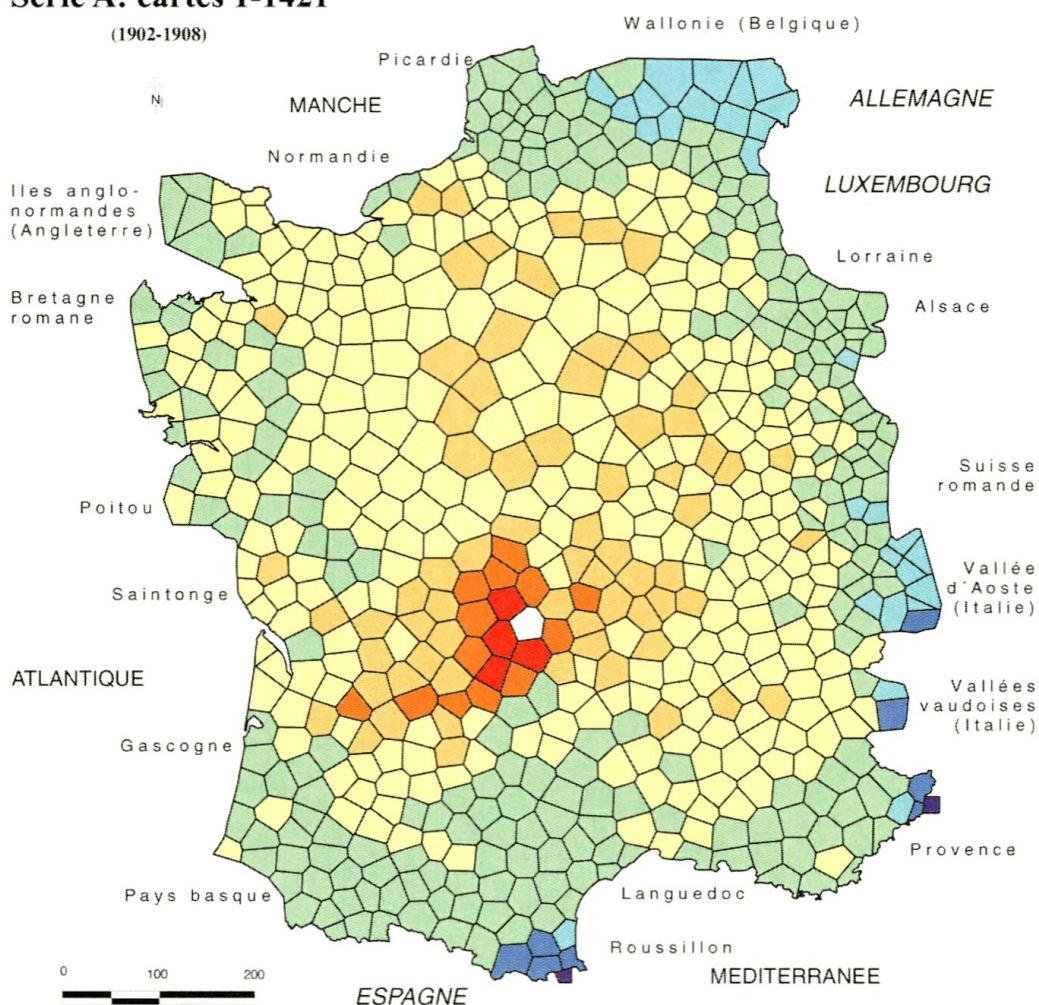 Série A: cartes 1-1421
(1902-1908)
Wallonie (Belgique)
Picardie
N
MANCHE
ALLEMAGNE
Normandie
LUXEMBOURG
Iles anglo-
normandes
(Angleterre)
Lorraine
Bretagne
romane
Alsace
Suisse
romande
Poitou
Vallée
d´Aoste
(Italie)
Saintonge
ATLANTIQUE
Vallées
vaudoises
(Italie)
Gascogne
Provence
Pays basque
Languedoc
Roussillon
0 100 200
MEDITERRANEE
ESPAGNE